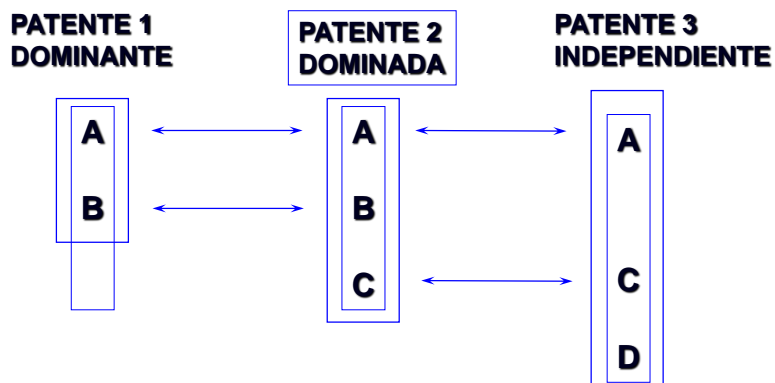 PATENTE 1
DOMINANTE
PATENTE 2
DOMINADA
PATENTE 3
INDEPENDIENTE
A
A
A
B
B
C
C
D